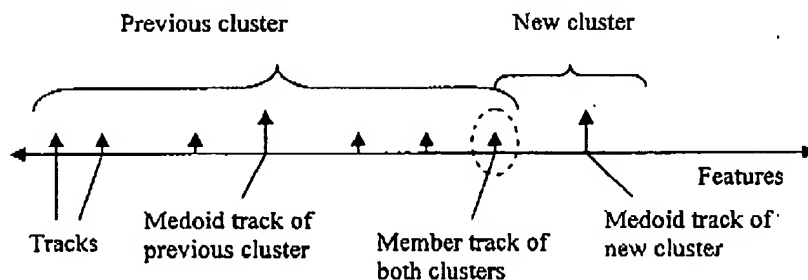 Previous cluster
New cluster
Features
Tracks
Medoid track of
previous cluster
Member track of
both clusters
Medoid track of
new cluster